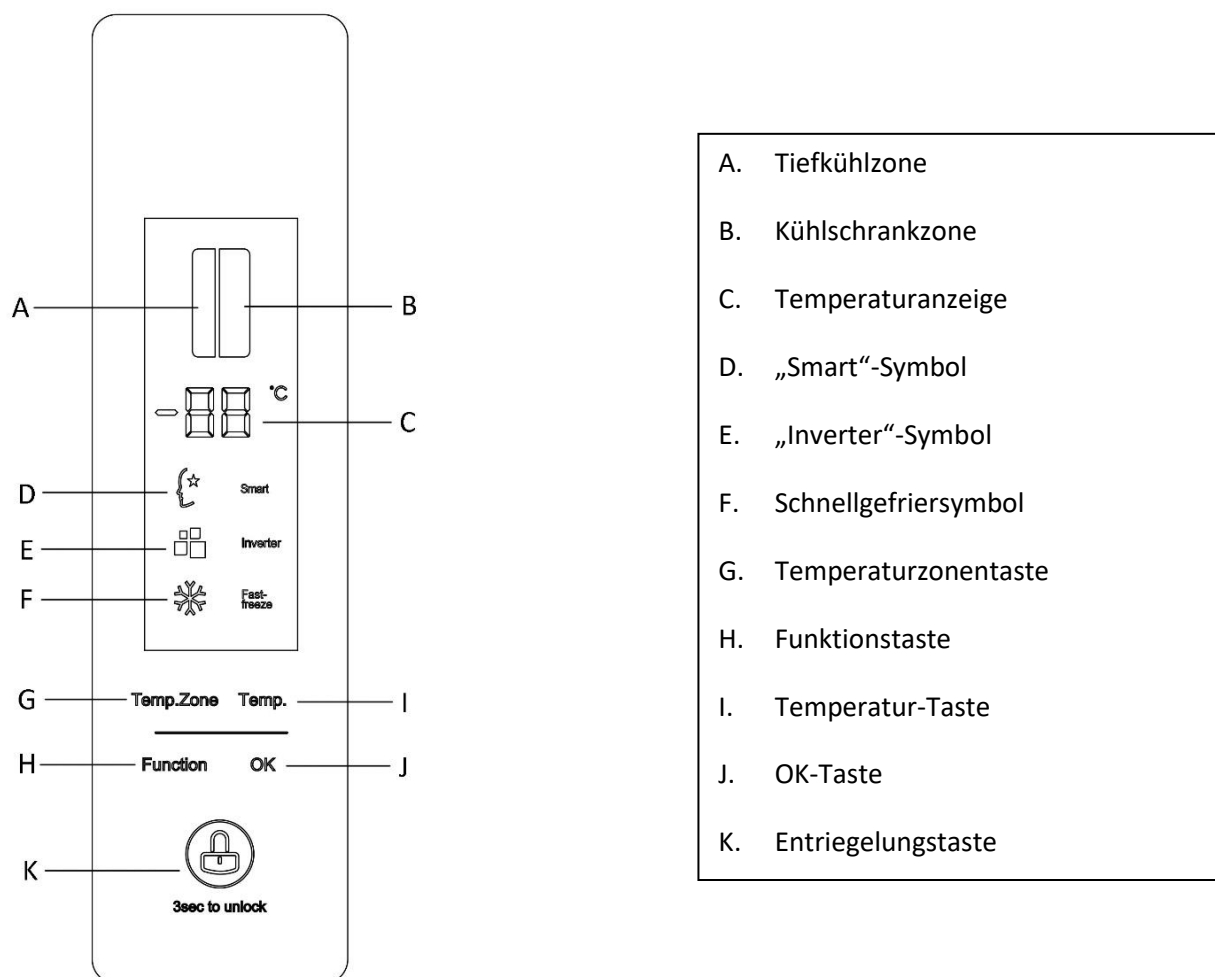 A
B
°C
C
D
Smart
E
Inverter
F
Fast-
freeze
G
Temp.Zone Temp.
I
H
Function OK
J
K
3sec to unlock
A. Tiefkühlzone
B. Kühlschrankzone
C. Temperaturanzeige
D. „Smart“-Symbol
E. „Inverter“-Symbol
F. Schnellgefriersymbol
G. Temperaturzonentaste
H. Funktionstaste
I. Temperatur-Taste
J. OK-Taste
K. Entriegelungstaste